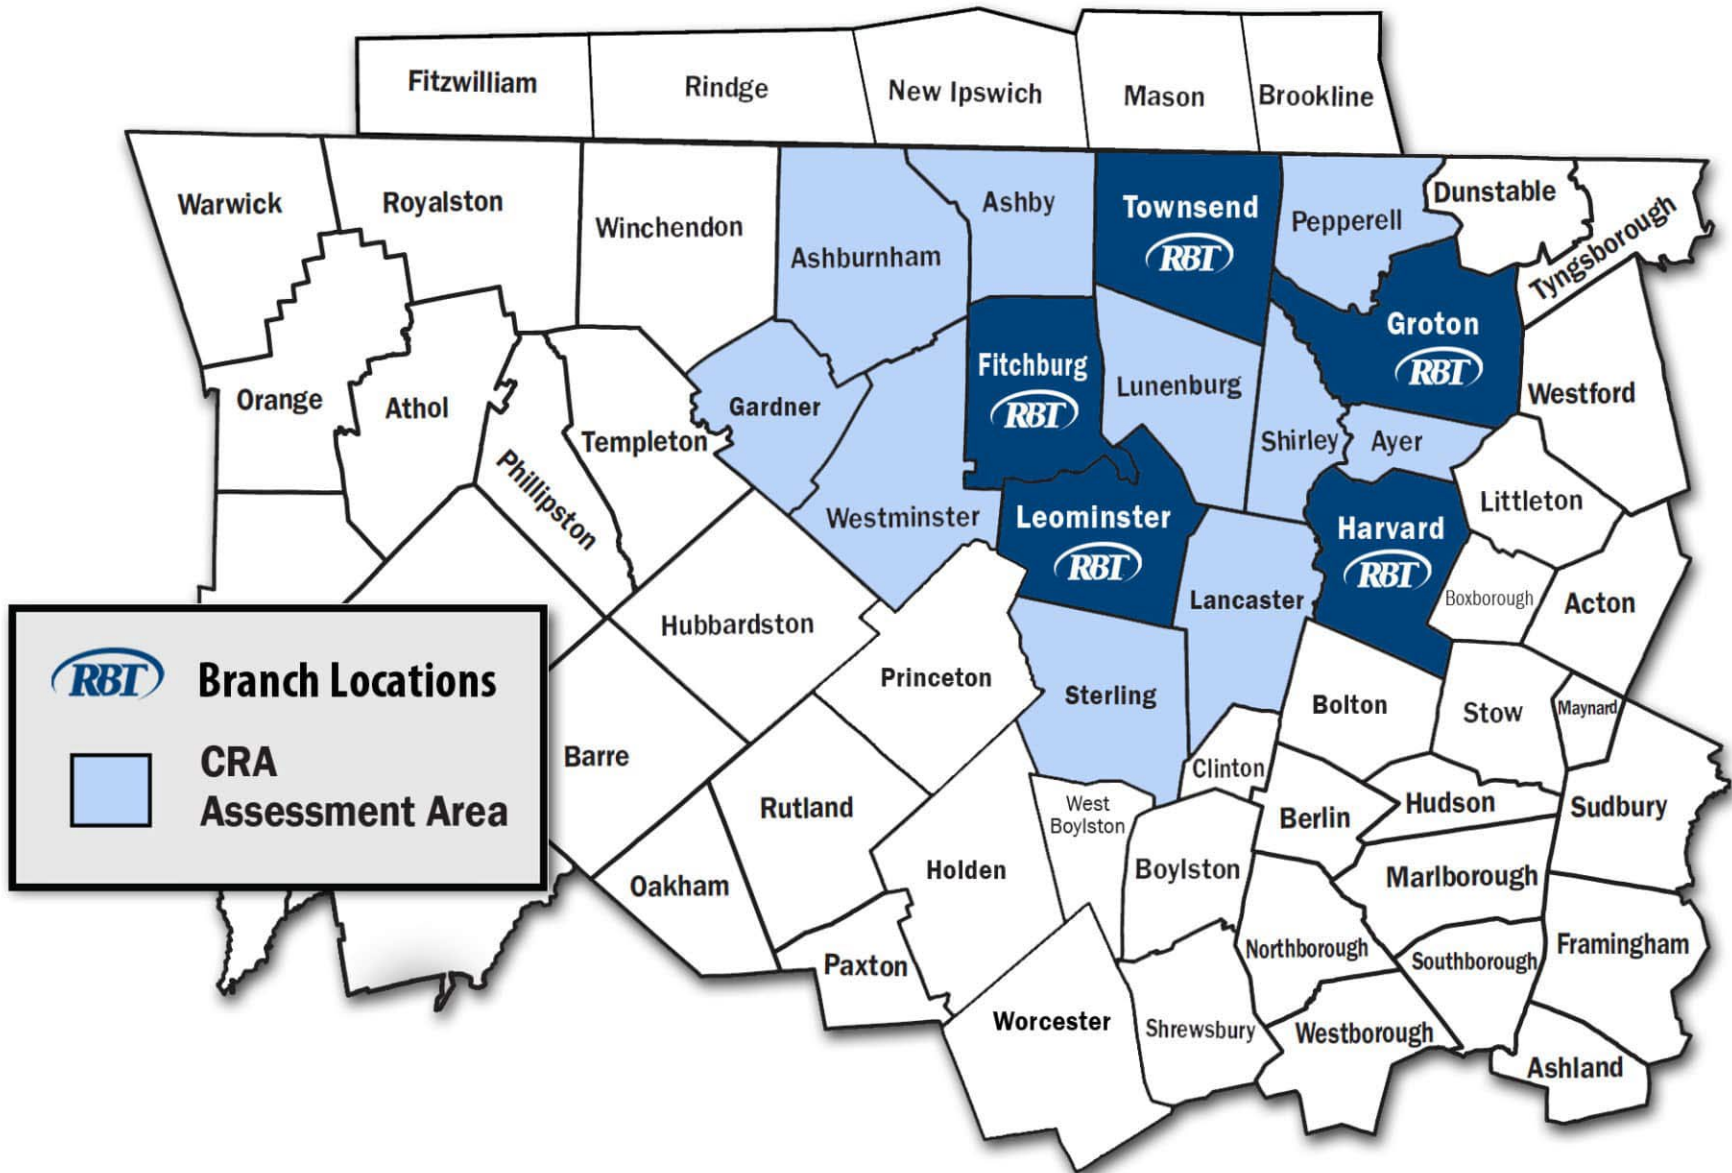 Fitzwilliam
Rindge
New Ipswich
Mason
Brookline
Warwick
Royalston
Winchendon
Ashburnham
Ashby
Townsend
RBT
Pepperell
Dunstable
Tyngsborough
Orange
Athol
Phillipston
Templeton
Gardner
Westminster
Fitchburg
RBT
Lunenburg
Shirley
Groton
RBT
Ayer
Westford
Littleton
Leominster
RBT
Lancaster
Harvard
RBT
Boxborough
Acton
Hubbardston
Princeton
Sterling
Bolton
Stow
Maynard
RBT Branch Locations
CRA
Assessment Area
Barre
Rutland
Clinton
West
Boylston
Berlin
Hudson
Sudbury
Oakham
Holden
Boylston
Marlborough
Paxton
Northborough
Southborough
Framingham
Worcester
Shrewsbury
Westborough
Ashland